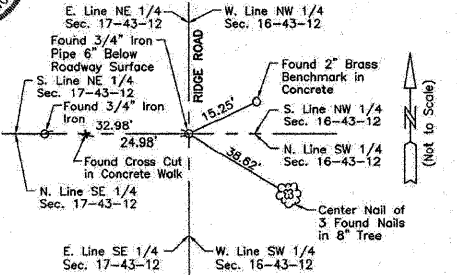 E. Line NE 1/4
Sec. 17-43-12
W. Line NW 1/4
Sec. 16-43-12
Found 3/4" Iron
Pipe 6" Below
Roadway Surface
RIDGE ROAD
Found 2" Brass
Benchmark in
Concrete
S. Line NE 1/4
Sec. 17-43-12
Found 3/4" Iron
Iron
15.25'
S. Line NW 1/4
Sec. 16-43-12
32.98'
24.98'
N. Line SW 1/4
Sec. 16-43-12
Found Cross Cut
in Concrete Walk
38.62'
N
(Not to Scale)
N. Line SE 1/4
Sec. 17-43-12
Center Nail of
3 Found Nails
in 8" Tree
E. Line SE 1/4
Sec. 17-43-12
W. Line SW 1/4
Sec. 16-43-12